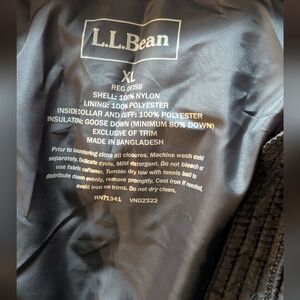 L.L.Bean
XL
REG
SHELL: 100% NYLON
LINING: 100% POLYESTER
INSIDE COLLAR AND CUFF: 100% POLYESTER
INSULATION: GOOSE DOWN (MINIMUM 80% DOWN)
EXCLUSIVE OF TRIM
MADE IN BANGLADESH
Prior to laundering close all closures. Machine wash cold
separately. Delicate cycle. Mild detergent. Do not bleach or
use fabric softener. Tumble dry low with tennis ball to
distribute down evenly, remove promptly. Cool iron if needed,
avoid iron on trims. Do not dry clean.
RN71341 VN02322